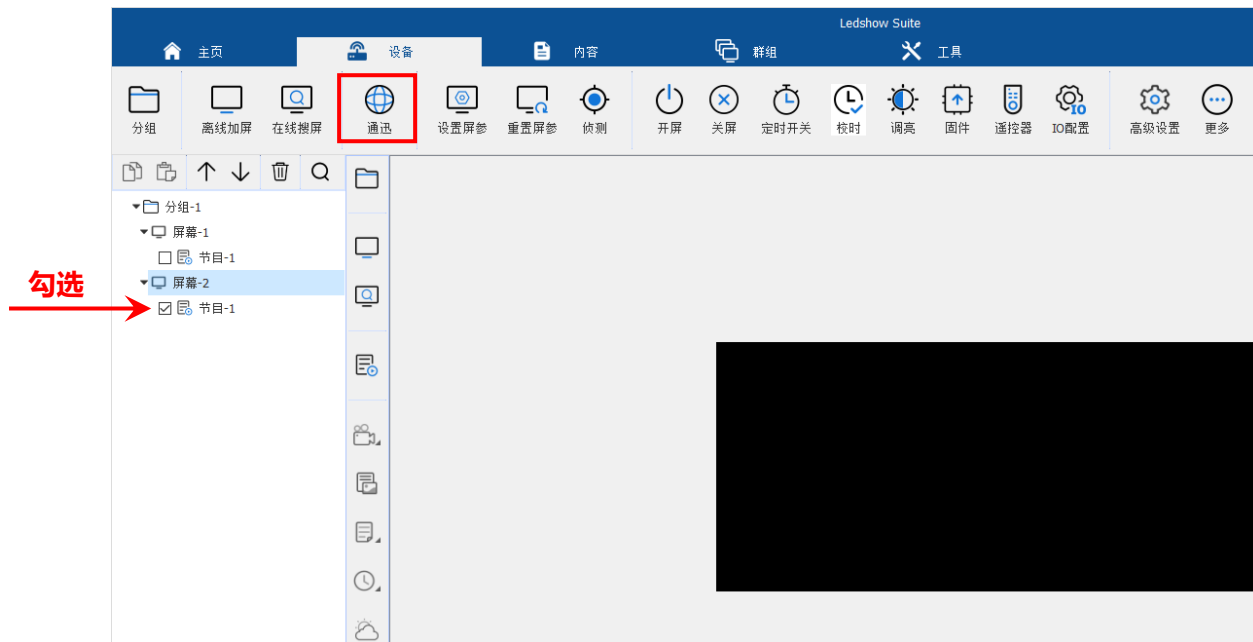 Ledshow Suite
主页 设备 内容 群组 工具
分组 离线加屏 在线搜屏 通迅 设置屏参 重置屏参 侦测 开屏 关屏 定时开关 校时 调亮 固件 遥控器 IO配置 高级设置 更多
分组-1
屏幕-1
节目-1
屏幕-2
勾选
节目-1